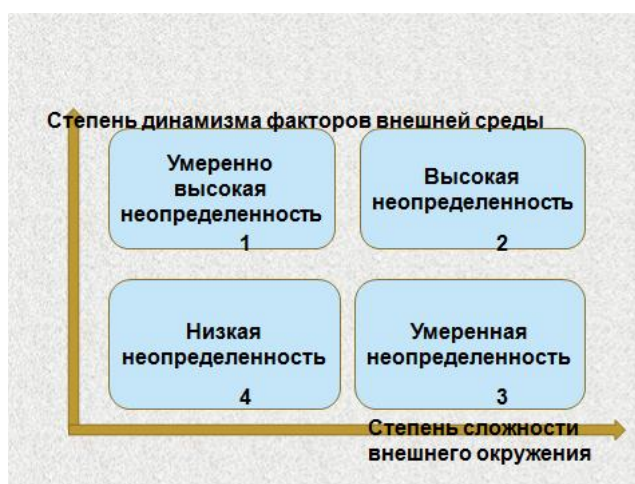 Степень динамизма факторов внешней среды
Умеренно
высокая
неопределенность
1
Высокая
неопределенность
2
Низкая
неопределенность
4
Умеренная
неопределенность
3
Степень сложности
внешнего окружения